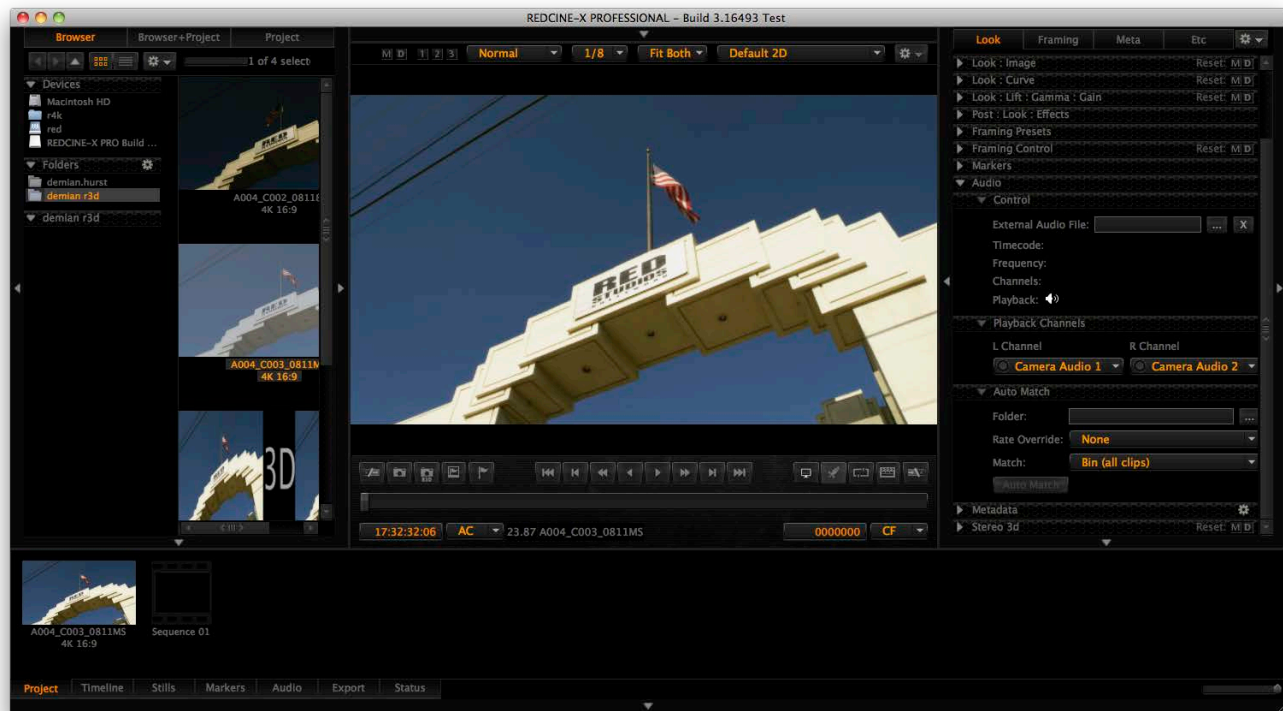 REDCINE-X PROFESSIONAL - Build 3.16493 Test
Browser
Browser+Project
Project
1 of 4 select
Devices
Macintosh HD
r4k
red
REDCINE-X PRO Build ...
Folders
demian.hurst
demian r3d
demian r3d
A004_C002_0811
4K 16:9
A004_C003_0811M
4K 16:9
3D
M D 1 2 3 Normal 1/8 Fit Both Default 2D
RED
STUDIOS
17:32:32:06 AC 23.87 A004_C003_0811MS 0000000 CF
Look Framing Meta Etc
Look : Image Reset: M D
Look : Curve Reset: M D
Look : Lift : Gamma : Gain Reset: M D
Post : Look : Effects
Framing Presets
Framing Control Reset: M D
Markers
Audio
Control
External Audio File: ... X
Timecode:
Frequency:
Channels:
Playback:
Playback Channels
L Channel R Channel
Camera Audio 1 Camera Audio 2
Auto Match
Folder: ...
Rate Override: None
Match: Bin (all clips)
Auto Match
Metadata
Stereo 3d Reset: M D
A004_C003_0811MS
4K 16:9
Sequence 01
Project Timeline Stills Markers Audio Export Status